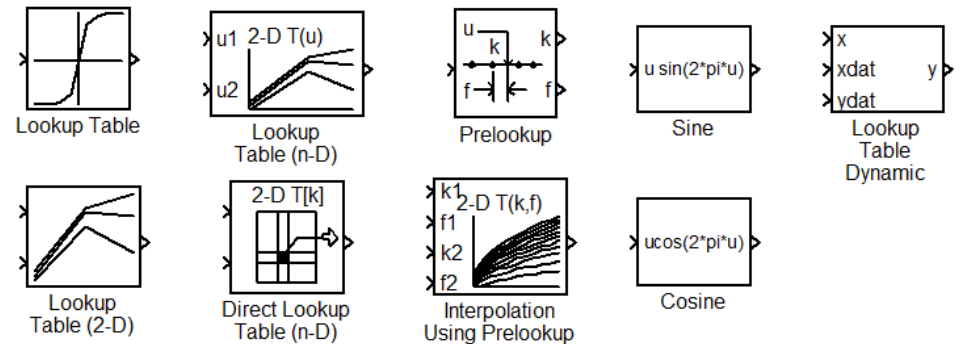 Lookup Table
u1
u2
2-D T(u)
Lookup
Table (n-D)
u
k
k
f
f
Prelookup
u sin(2*pi*u)
Sine
x
xdat
ydat
y
Lookup
Table
Dynamic
Lookup
Table (2-D)
2-D T[k]
Direct Lookup
Table (n-D)
k1
f1
k2
f2
2-D T(k,f)
Interpolation
Using Prelookup
ucos(2*pi*u)
Cosine